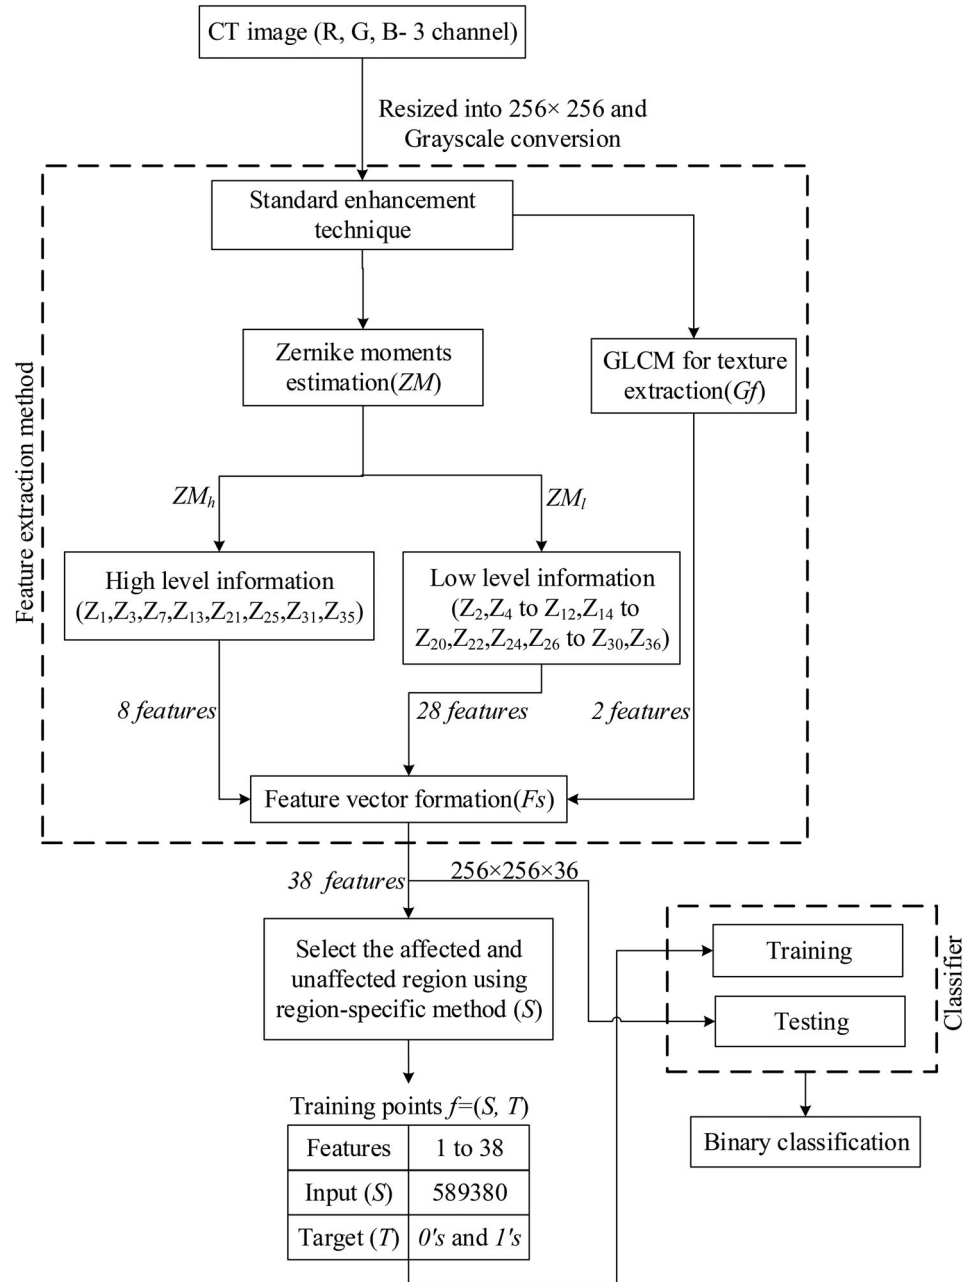 CT image (R, G, B- 3 channel)
Resized into 256× 256 and
Grayscale conversion
Feature extraction method
Standard enhancement
technique
Zernike moments
estimation(ZM)
GLCM for texture
extraction(Gf)
ZMₕ
ZMₗ
High level information
(Z₁,Z₃,Z₇,Z₁₃,Z₂₁,Z₂₅,Z₃₁,Z₃₅)
Low level information
(Z₂,Z₄ to Z₁₂,Z₁₄ to
Z₂₀,Z₂₂,Z₂₄,Z₂₆ to Z₃₀,Z₃₆)
8 features
28 features
2 features
Feature vector formation(Fs)
38 features
256×256×36
Select the affected and
unaffected region using
region-specific method (S)
Training
Testing
Classifier
Binary classification
Training points f=(S, T)
Features 1 to 38
Input (S) 589380
Target (T) 0's and 1's